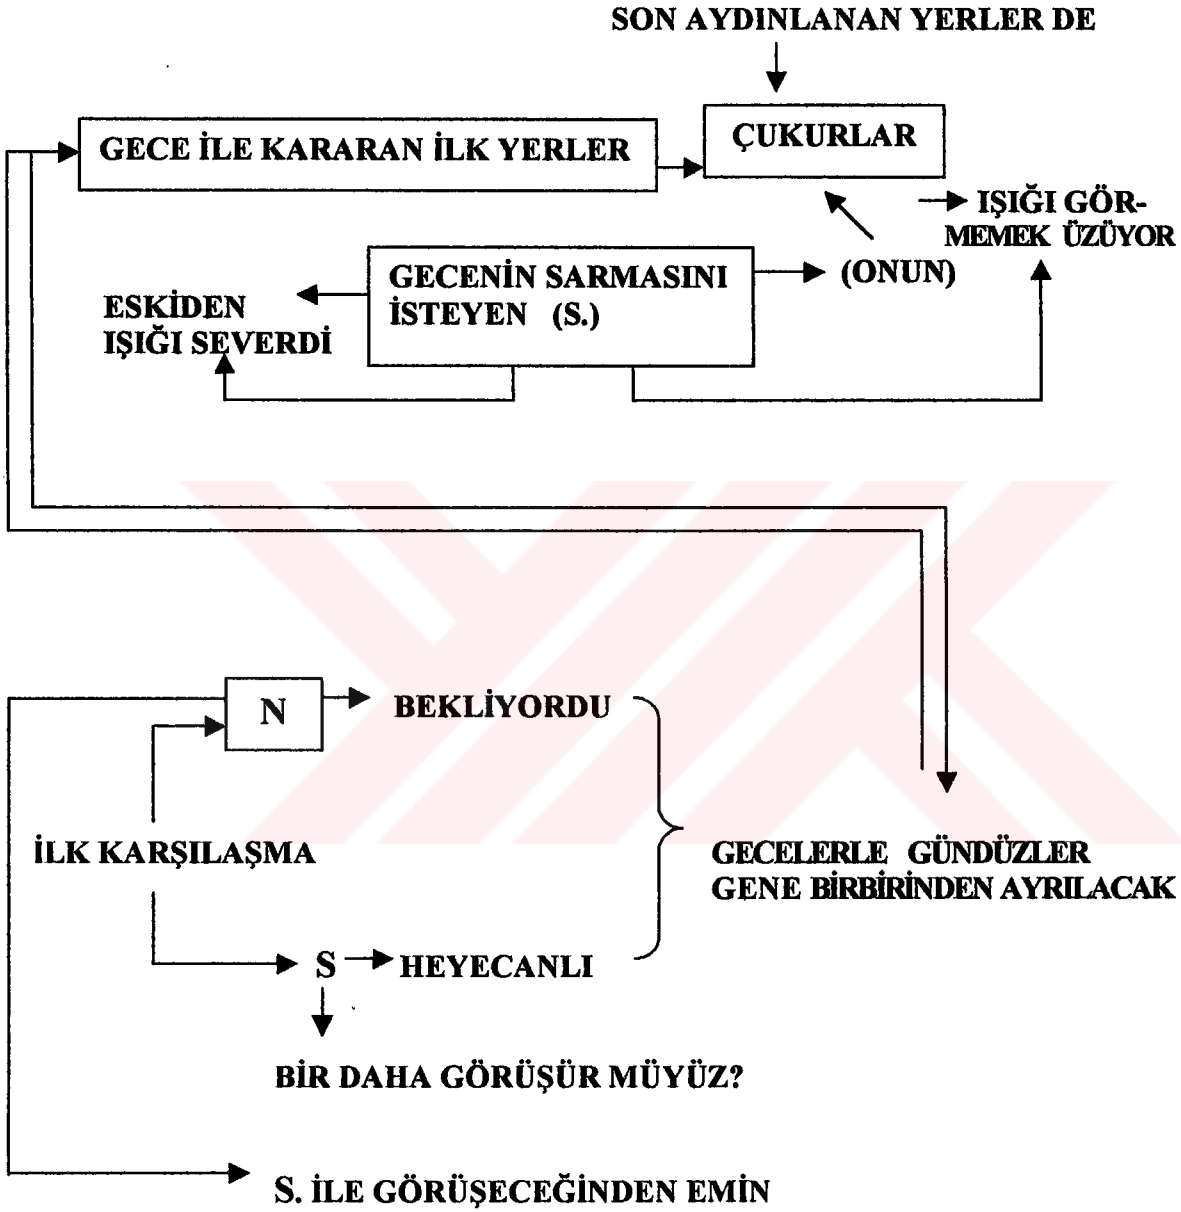 SON AYDINLANAN YERLER DE
ÇUKURLAR
GECE İLE KARARAN İLK YERLER
IŞIĞI GÖR-
MEMEK ÜZÜYOR
(ONUN)
GECENİN SARMASINI
İSTEYEN (S.)
ESKİDEN
IŞIĞI SEVERDİ
N
BEKLİYORDU
İLK KARŞILAŞMA
GECELERLE GÜNDÜZLER
GENE BİRBİRİNDEN AYRILACAK
S
HEYECANLI
BİR DAHA GÖRÜŞÜR MÜYÜZ?
S. İLE GÖRÜŞECEĞİNDEN EMİN